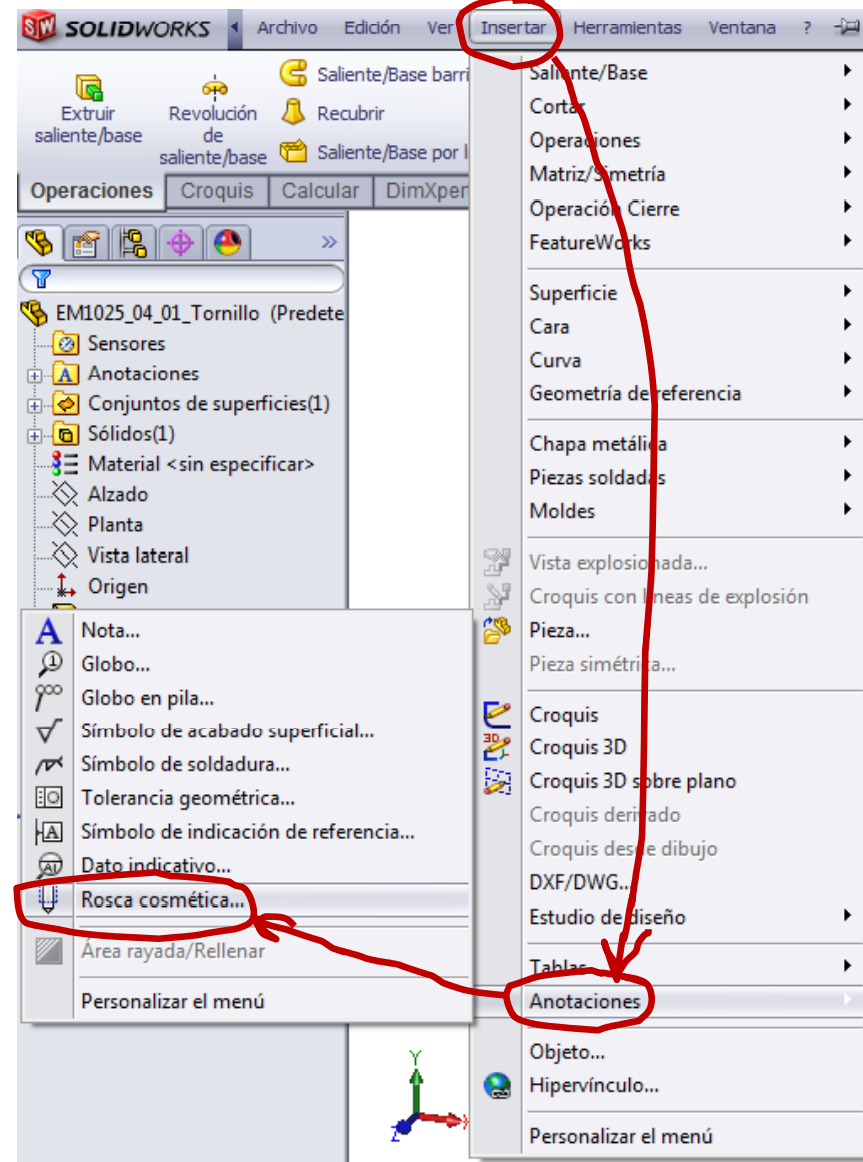 SOLIDWORKS Archivo Edición Ver Insertar Herramientas Ventana ?
Extruir saliente/base
Revolución de saliente/base
Saliente/Base barri
Recubrir
Saliente/Base por l
Operaciones Croquis Calcular DimXper
EM1025_04_01_Tornillo (Predete
Sensores
Anotaciones
Conjuntos de superficies(1)
Sólidos(1)
Material <sin especificar>
Alzado
Planta
Vista lateral
Origen
Nota...
Globo...
Globo en pila...
Símbolo de acabado superficial...
Símbolo de soldadura...
Tolerancia geométrica...
Símbolo de indicación de referencia...
Dato indicativo...
Rosca cosmética...
Área rayada/Rellenar
Personalizar el menú
Saliente/Base
Cortar
Operaciones
Matriz/Simetría
Operación Cierre
FeatureWorks
Superficie
Cara
Curva
Geometría de referencia
Chapa metálica
Piezas soldadas
Moldes
Vista explosionada...
Croquis con líneas de explosión
Pieza...
Pieza simétrica...
Croquis
Croquis 3D
Croquis 3D sobre plano
Croquis derivado
Croquis desde dibujo
DXF/DWG...
Estudio de diseño
Tablas
Anotaciones
Objeto...
Hipervínculo...
Personalizar el menú
Y
X
Z